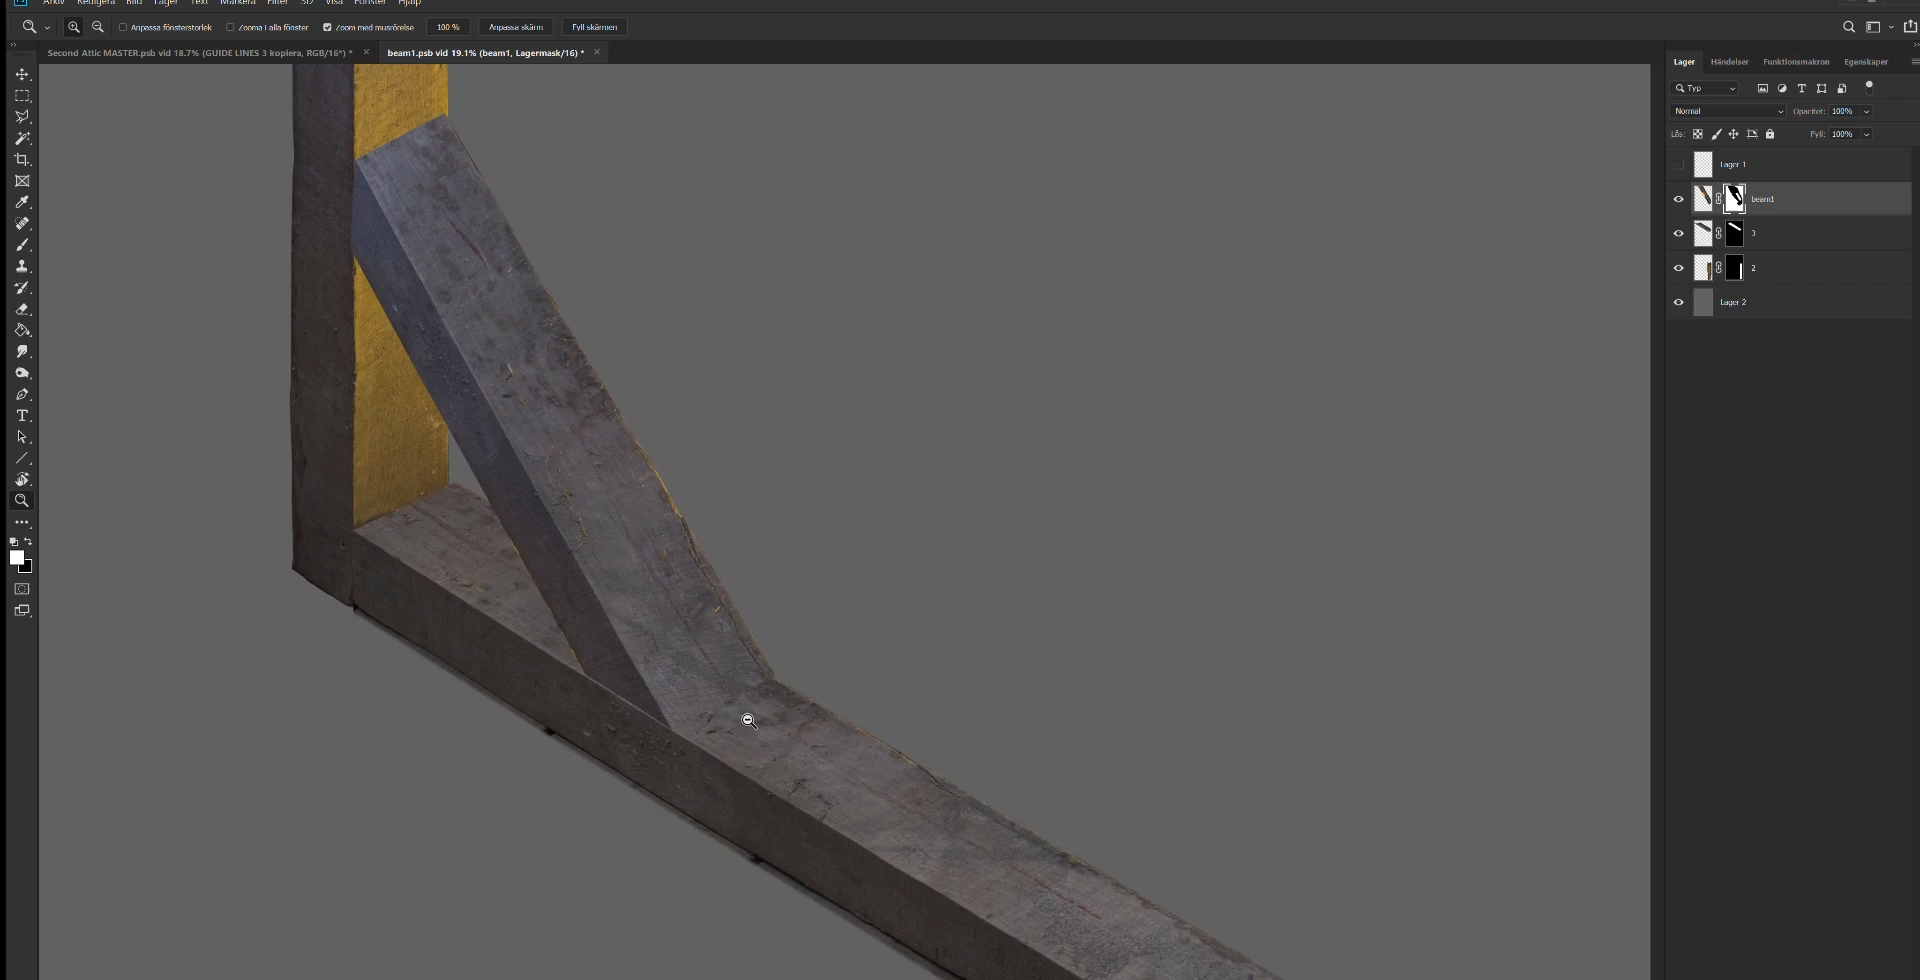 Arkiv Redigera Bild Lager Text Markera Filter 3D Visa Fönster Hjälp
Anpassa fönsterstorlek Zooma i alla fönster Zoom med musrörelse 100 % Anpassa skärm Fyll skärmen
Second Attic MASTER.psb vid 18.7% (GUIDE LINES 3 kopiera, RGB/16*) * × beam1.psb vid 19.1% (beam1, Lagermask/16) * ×
Lager Händelser Funktionsmakron Egenskaper
Typ
Normal Opacitet: 100%
Lås: Fyll: 100%
Lager 1
beam1
3
2
Lager 2